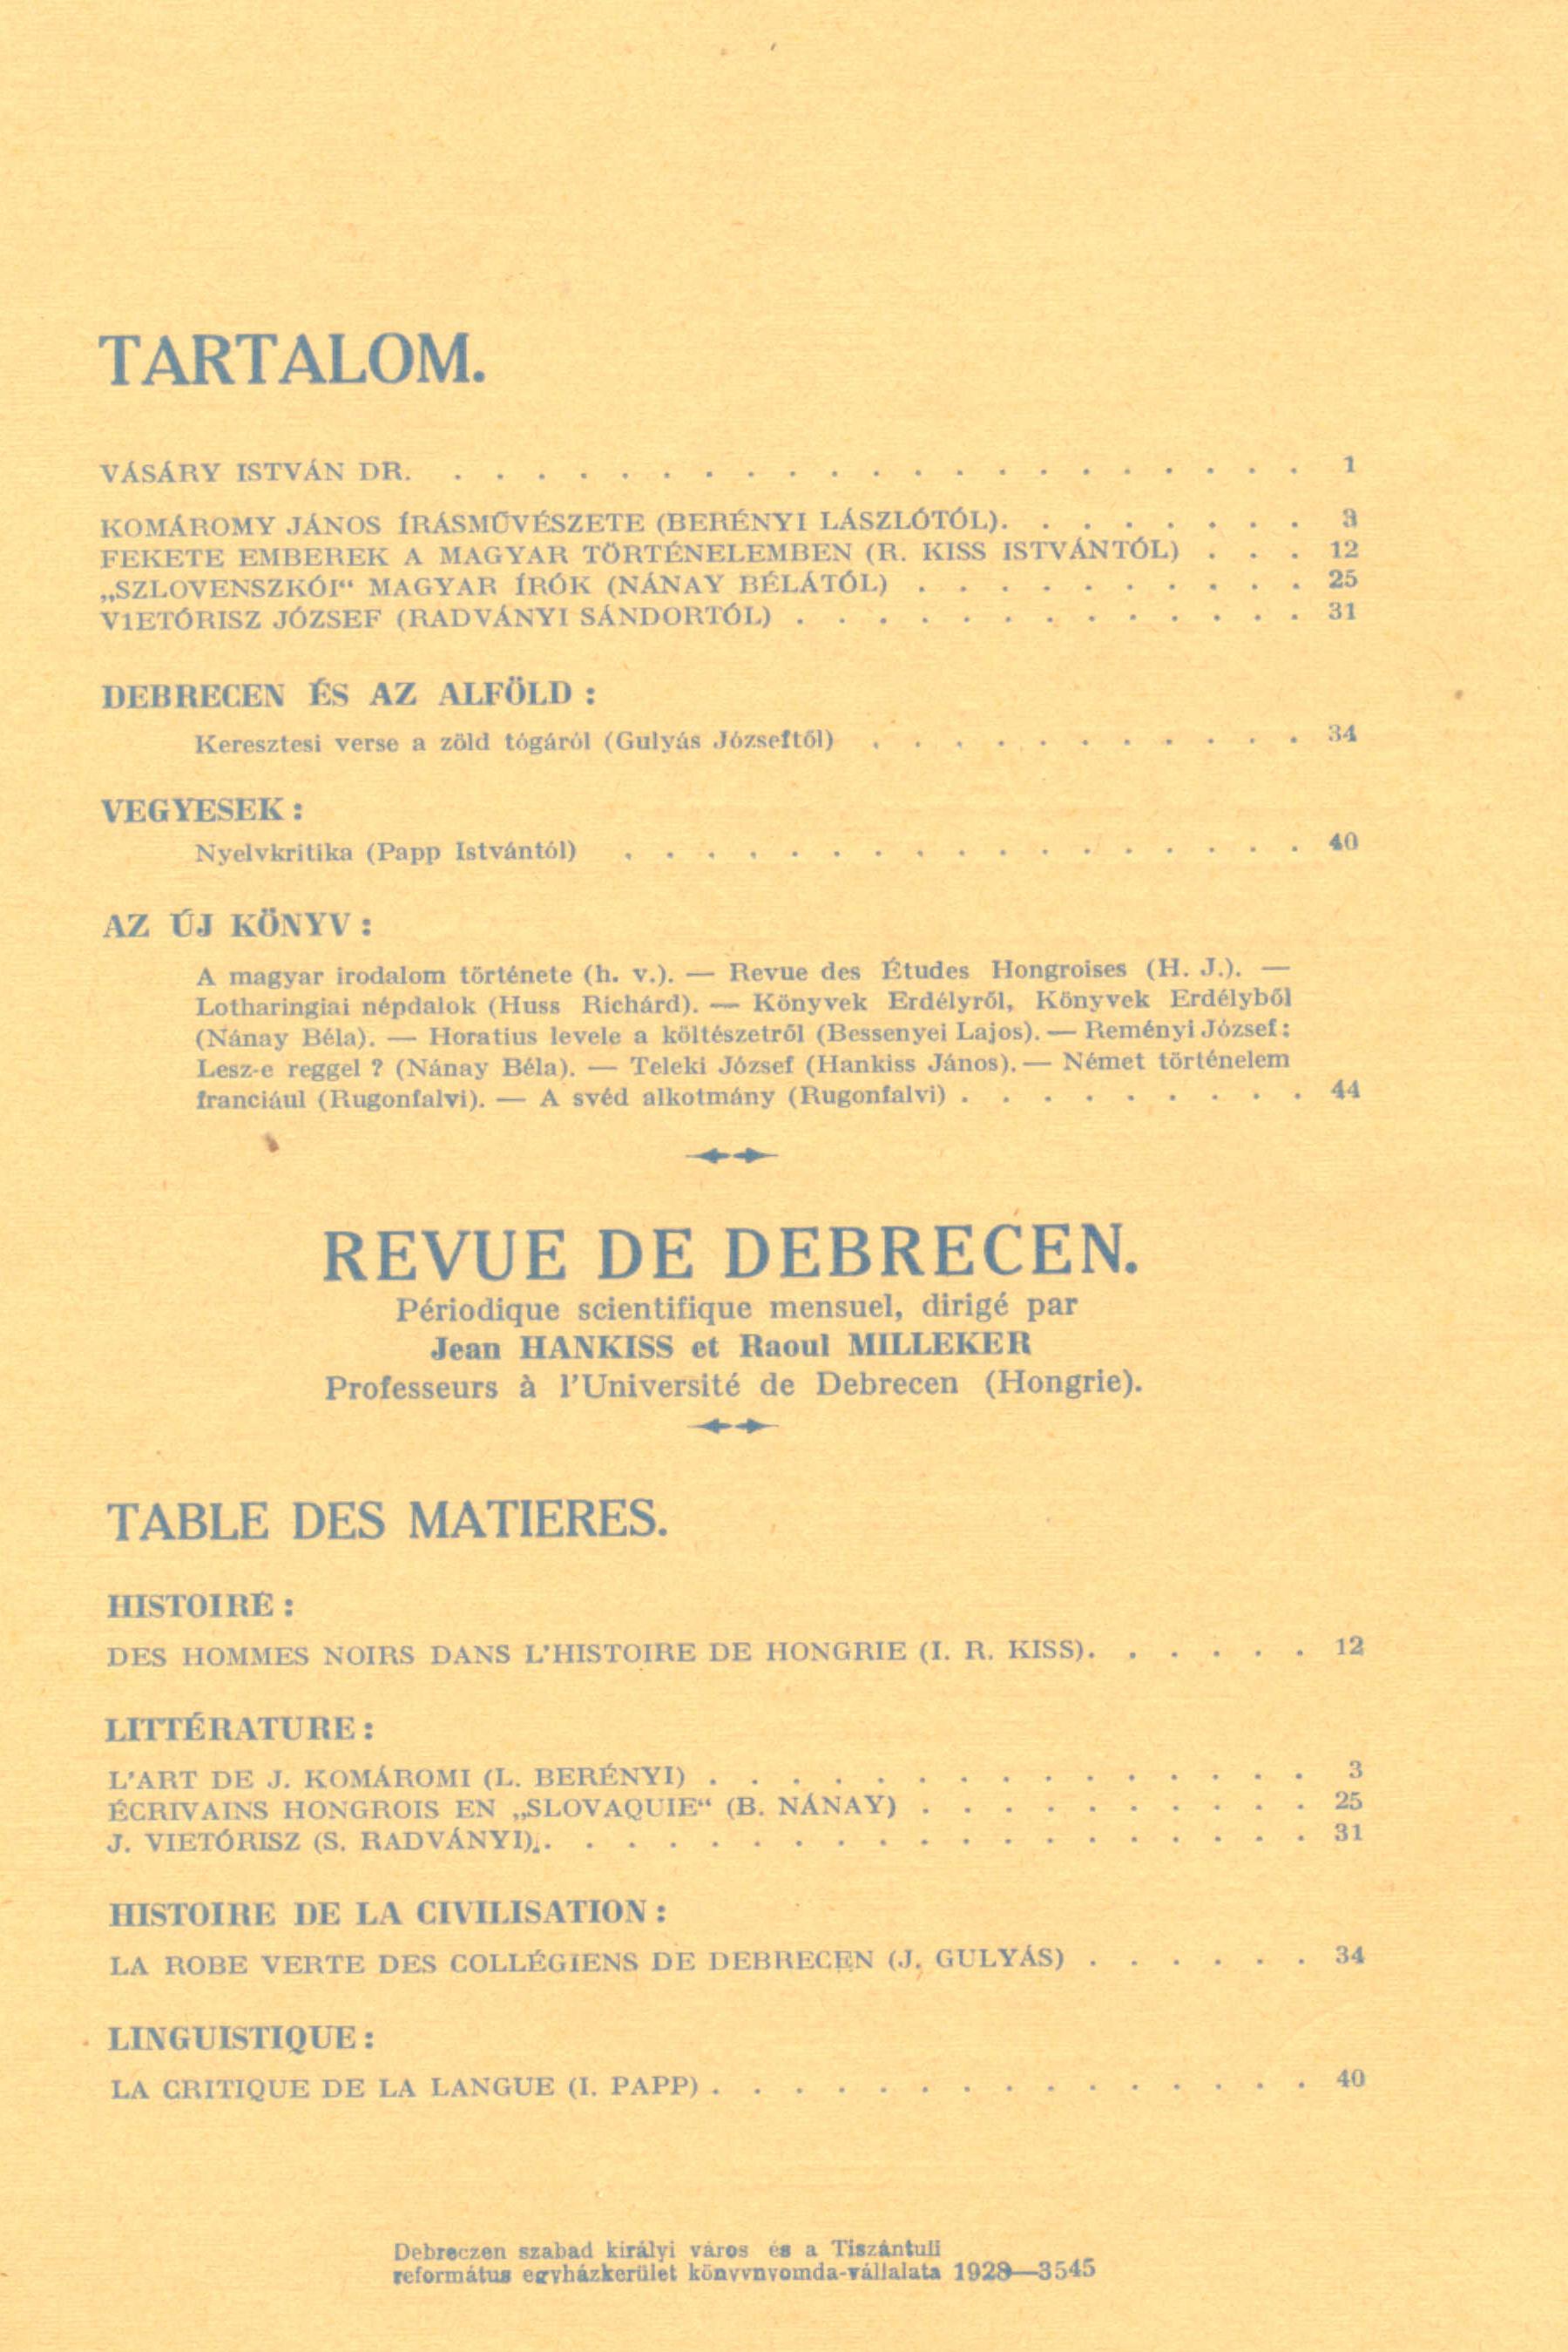 TARTALOM.
VÁSÁRY ISTVÁN DR. . . . . . . . . . . . . . . . . . . . . . 1
KOMÁROMY JÁNOS ÍRÁSMŰVÉSZETE (BERÉNYI LÁSZLÓTÓL). . . . . . . . 3
FEKETE EMBEREK A MAGYAR TÖRTÉNELEMBEN (R. KISS ISTVÁNTÓL) . . . 12
„SZLOVENSZKÓI“ MAGYAR ÍRÓK (NÁNAY BÉLÁTÓL) . . . . . . . . . . 25
VIETÓRISZ JÓZSEF (RADVÁNYI SÁNDORTÓL) . . . . . . . . . . . . . 31
DEBRECEN ÉS AZ ALFÖLD :
Keresztesi verse a zöld tógáról (Gulyás Józseftől) . . . . . . . . . . . 34
VEGYESEK :
Nyelvkritika (Papp Istvántól) . . . . . . . . . . . . . . . . . 40
AZ ÚJ KÖNYV :
A magyar irodalom története (h. v.). — Revue des Études Hongroises (H. J.). —
Lotharingiai népdalok (Huss Richárd). — Könyvek Erdélyről, Könyvek Erdélyből
(Nánay Béla). — Horatius levele a költészetről (Bessenyei Lajos). — Reményi József :
Lesz-e reggel ? (Nánay Béla). — Teleki József (Hankiss János). — Német történelem
franciául (Rugonfalvi). — A svéd alkotmány (Rugonfalvi) . . . . . . . . . 44
REVUE DE DEBRECEN.
Périodique scientifique mensuel, dirigé par
Jean HANKISS et Raoul MILLEKER
Professeurs à l'Université de Debrecen (Hongrie).
TABLE DES MATIERES.
HISTOIRE :
DES HOMMES NOIRS DANS L'HISTOIRE DE HONGRIE (I. R. KISS). . . . . . 12
LITTÉRATURE :
L'ART DE J. KOMÁROMI (L. BERÉNYI) . . . . . . . . . . . . . . . 3
ÉCRIVAINS HONGROIS EN „SLOVAQUIE“ (B. NÁNAY) . . . . . . . . . . 25
J. VIETÓRISZ (S. RADVÁNYI). . . . . . . . . . . . . . . . . . . 31
HISTOIRE DE LA CIVILISATION :
LA ROBE VERTE DES COLLÉGIENS DE DEBRECEN (J. GULYÁS) . . . . . . 34
LINGUISTIQUE :
LA CRITIQUE DE LA LANGUE (I. PAPP) . . . . . . . . . . . . . . . 40
Debreczen szabad királyi város és a Tiszántuli
református egyházkerület könyvnyomda-vállalata 1928—3545